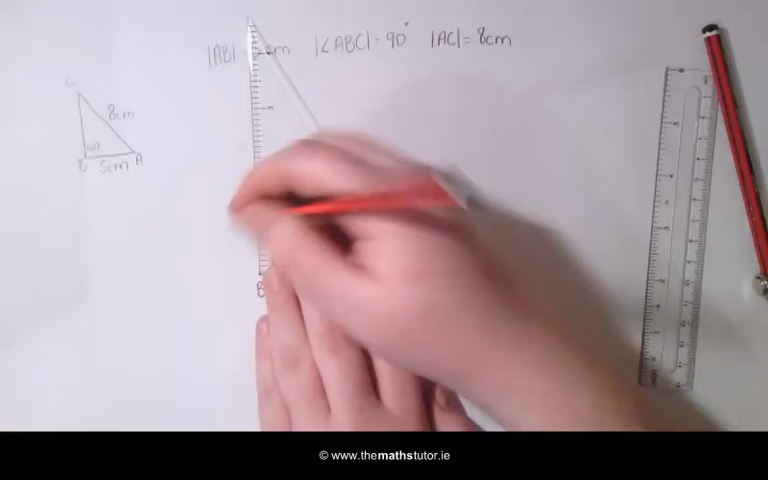 |AB| = 5cm |∠ABC| = 90° |AC| = 8cm
C
8cm
90
B 5cm A
B
© www.themathstutor.ie